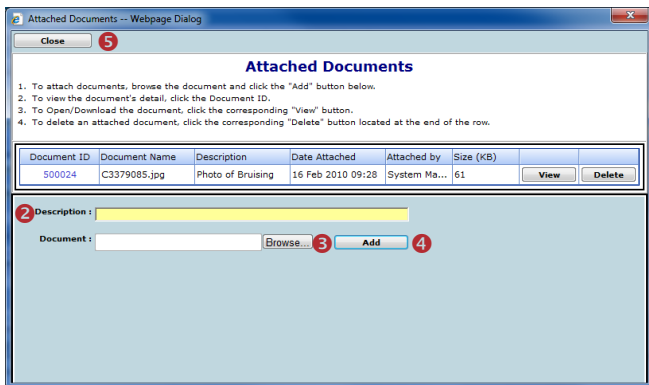 Attached Documents -- Webpage Dialog
X
Close 5
Attached Documents
1. To attach documents, browse the document and click the "Add" button below.
2. To view the document's detail, click the Document ID.
3. To Open/Download the document, click the corresponding "View" button.
4. To delete an attached document, click the corresponding "Delete" button located at the end of the row.
Document ID Document Name Description Date Attached Attached by Size (KB)
500024 C3379085.jpg Photo of Bruising 16 Feb 2010 09:28 System Ma... 61 View Delete
2 Description :
Document : Browse... 3 Add 4